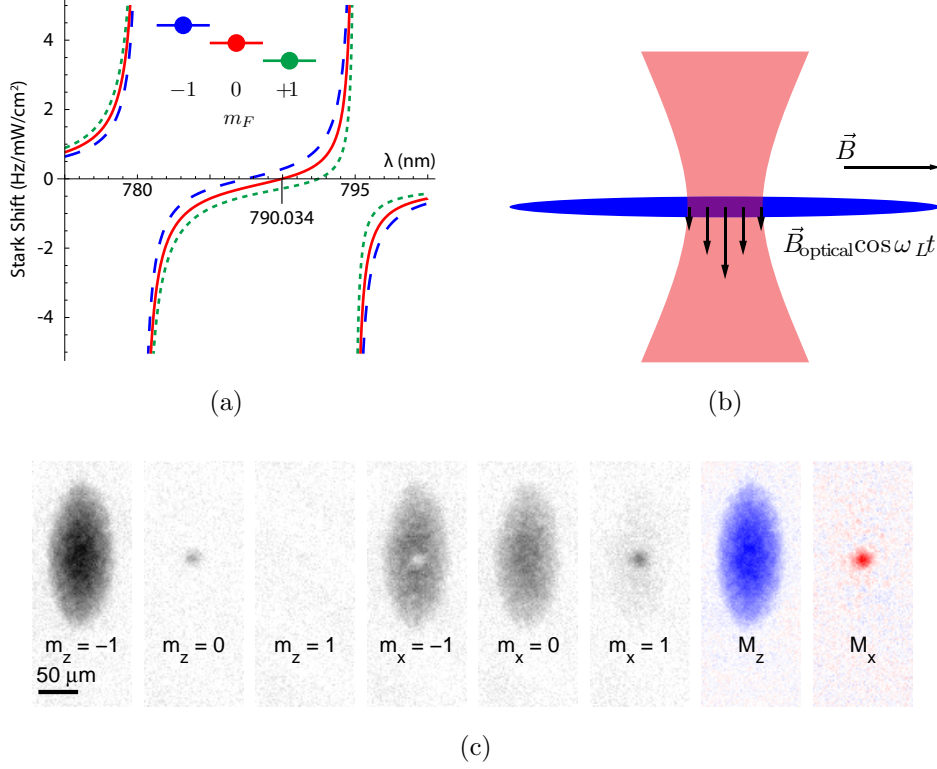 4
2
0
-2
-4
Stark Shift (Hz/mW/cm²)
−1 0 +1
m_F
λ (nm)
780 795
790.034
(a)
B⃗
B⃗_optical cos ω_L t
(b)
m_z = −1 m_z = 0 m_z = 1 m_x = −1 m_x = 0 m_x = 1 M_z M_x
50 μm
(c)